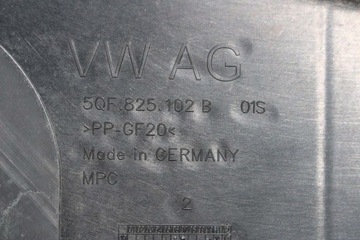 VW AG
5QF.825.102 B 01S
>PP-GF20<
Made in GERMANY
MPC
2